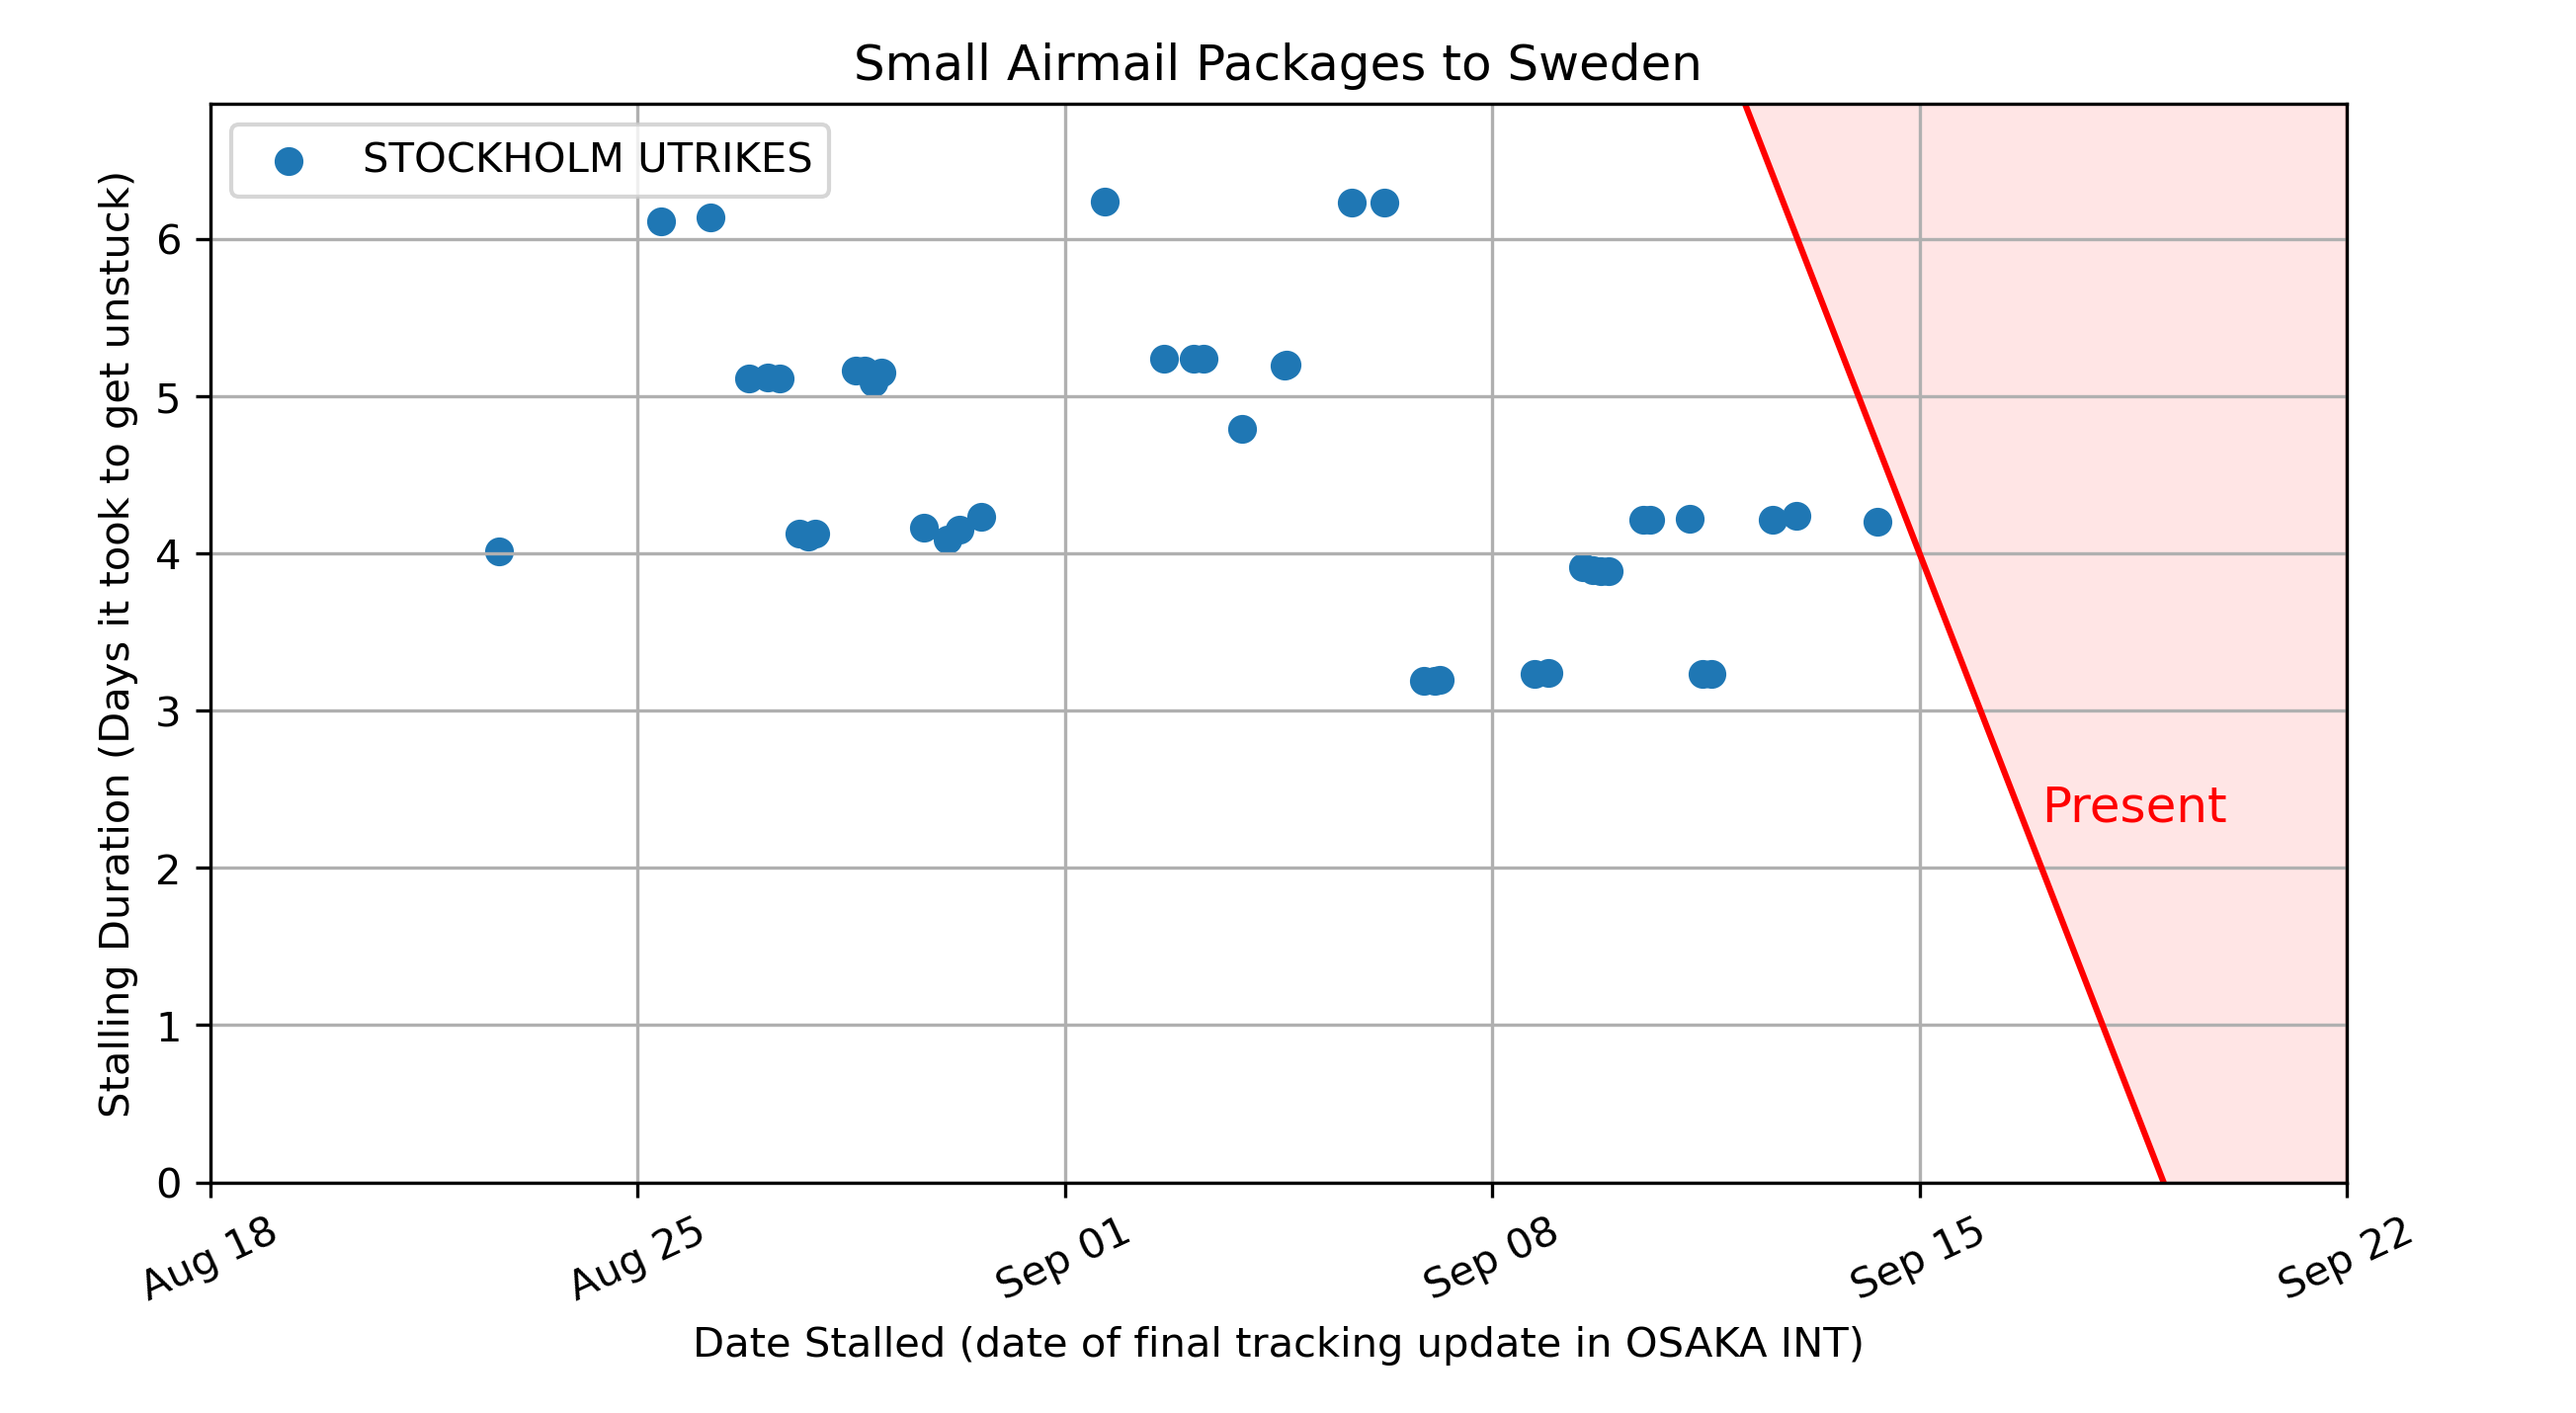 Small Airmail Packages to Sweden
STOCKHOLM UTRIKES
Stalling Duration (Days it took to get unstuck)
6
5
4
3
2
1
0
Present
Aug 18
Aug 25
Sep 01
Sep 08
Sep 15
Sep 22
Date Stalled (date of final tracking update in OSAKA INT)